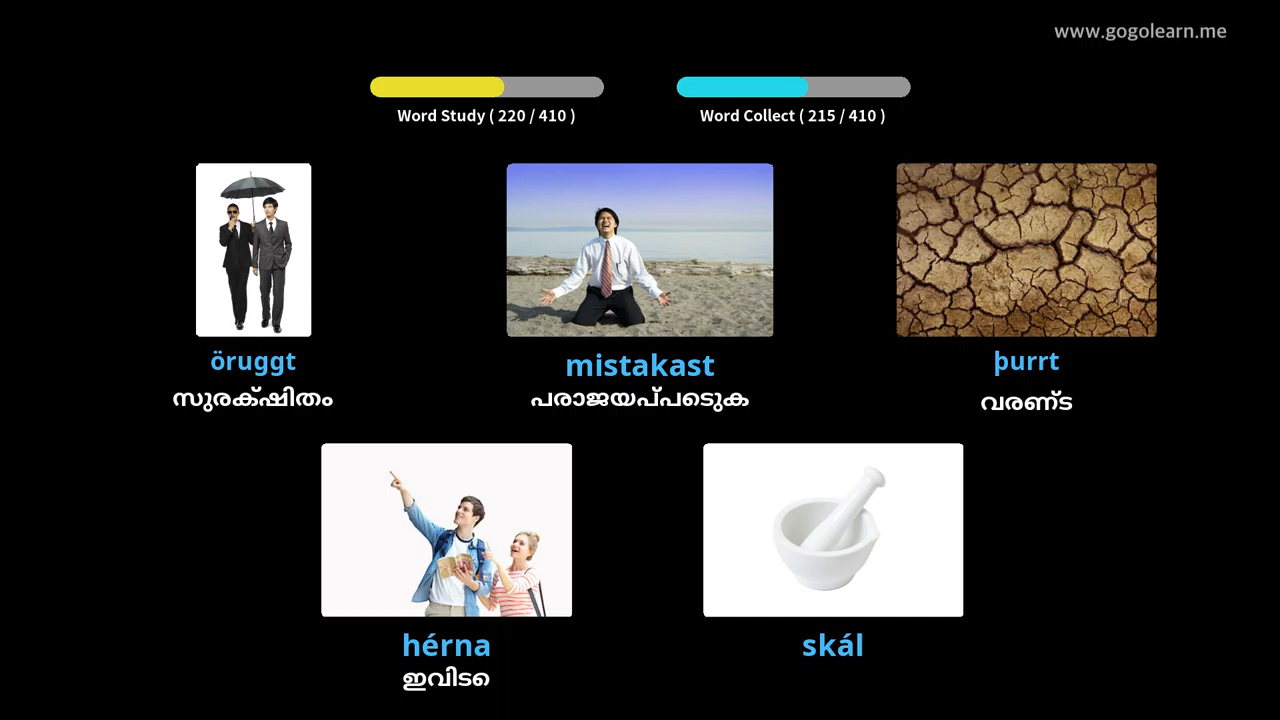 www.gogolearn.me
Word Study ( 220 / 410 )
Word Collect ( 215 / 410 )
öruggt
mistakast
þurrt
സുരക്ഷിതം
പരാജയപ്പെടുക
വരണ്ട
hérna
skál
ഇവിടെ